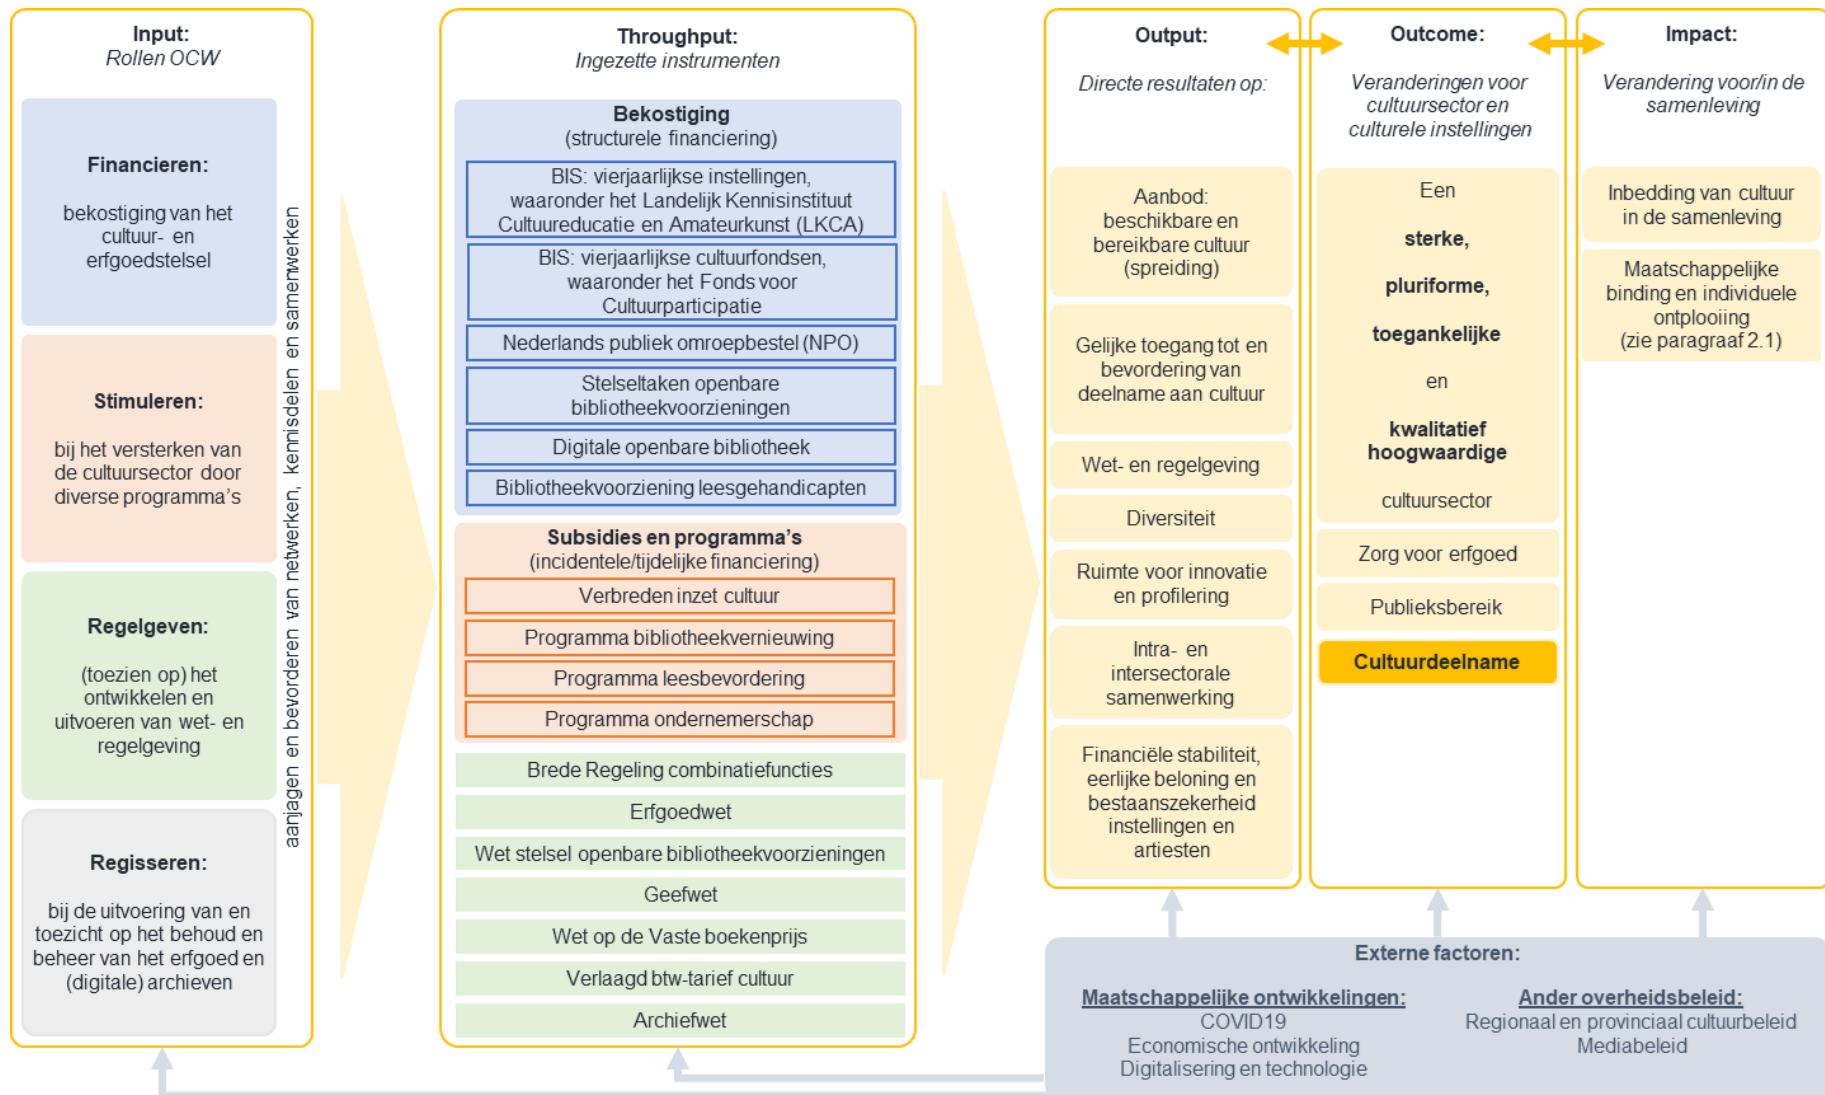 Input:
Rollen OCW
Financieren:
bekostiging van het
cultuur- en
erfgoedstelsel
Stimuleren:
bij het versterken van
de cultuursector door
diverse programma's
Regelgeven:
(toezien op) het
ontwikkelen en
uitvoeren van wet- en
regelgeving
Regisseren:
bij de uitvoering van en
toezicht op het behoud en
beheer van het erfgoed en
(digitale) archieven
aanjagen en bevorderen van netwerken, kennisdelen en samenwerken
Throughput:
Ingezette instrumenten
Bekostiging
(structurele financiering)
BIS: vierjaarlijkse instellingen,
waaronder het Landelijk Kennisinstituut
Cultuureducatie en Amateurkunst (LKCA)
BIS: vierjaarlijkse cultuurfondsen,
waaronder het Fonds voor
Cultuurparticipatie
Nederlands publiek omroepbestel (NPO)
Stelseltaken openbare
bibliotheekvoorzieningen
Digitale openbare bibliotheek
Bibliotheekvoorziening leesgehandicapten
Subsidies en programma's
(incidentele/tijdelijke financiering)
Verbreden inzet cultuur
Programma bibliotheekvernieuwing
Programma leesbevordering
Programma ondernemerschap
Brede Regeling combinatiefuncties
Erfgoedwet
Wet stelsel openbare bibliotheekvoorzieningen
Geefwet
Wet op de Vaste boekenprijs
Verlaagd btw-tarief cultuur
Archiefwet
Output:
Directe resultaten op:
Aanbod:
beschikbare en
bereikbare cultuur
(spreiding)
Gelijke toegang tot en
bevordering van
deelname aan cultuur
Wet- en regelgeving
Diversiteit
Ruimte voor innovatie
en profilering
Intra- en
intersectorale
samenwerking
Financiële stabiliteit,
eerlijke beloning en
bestaanszekerheid
instellingen en
artiesten
Outcome:
Veranderingen voor
cultuursector en
culturele instellingen
Een
sterke,
pluriforme,
toegankelijke
en
kwalitatief
hoogwaardige
cultuursector
Zorg voor erfgoed
Publieksbereik
Cultuurdeelname
Impact:
Verandering voor/in de
samenleving
Inbedding van cultuur
in de samenleving
Maatschappelijke
binding en individuele
ontplooiing
(zie paragraaf 2.1)
Externe factoren:
Maatschappelijke ontwikkelingen:
COVID19
Economische ontwikkeling
Digitalisering en technologie
Ander overheidsbeleid:
Regionaal en provinciaal cultuurbeleid
Mediabeleid